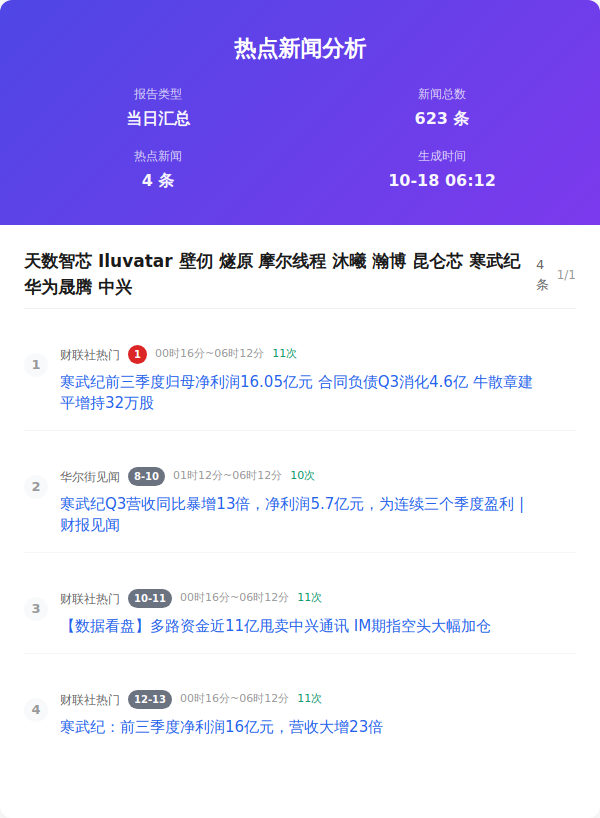 热点新闻分析
报告类型
当日汇总
新闻总数
623 条
热点新闻
4 条
生成时间
10-18 06:12
天数智芯 Iluvatar 壁仞 燧原 摩尔线程 沐曦 瀚博 昆仑芯 寒武纪
华为晟腾 中兴
4
条
1/1
1
财联社热门 1 00时16分~06时12分 11次
寒武纪前三季度归母净利润16.05亿元 合同负债Q3消化4.6亿 牛散章建
平增持32万股
2
华尔街见闻 8-10 01时12分~06时12分 10次
寒武纪Q3营收同比暴增13倍，净利润5.7亿元，为连续三个季度盈利 |
财报见闻
3
财联社热门 10-11 00时16分~06时12分 11次
【数据看盘】多路资金近11亿甩卖中兴通讯 IM期指空头大幅加仓
4
财联社热门 12-13 00时16分~06时12分 11次
寒武纪：前三季度净利润16亿元，营收大增23倍